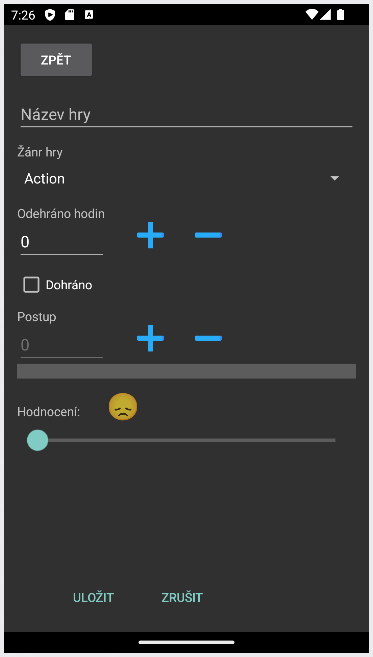 7:26
ZPĚT
Název hry
Žánr hry
Action
Odehráno hodin
0
Dohráno
Postup
0
Hodnocení:
ULOŽIT ZRUŠIT